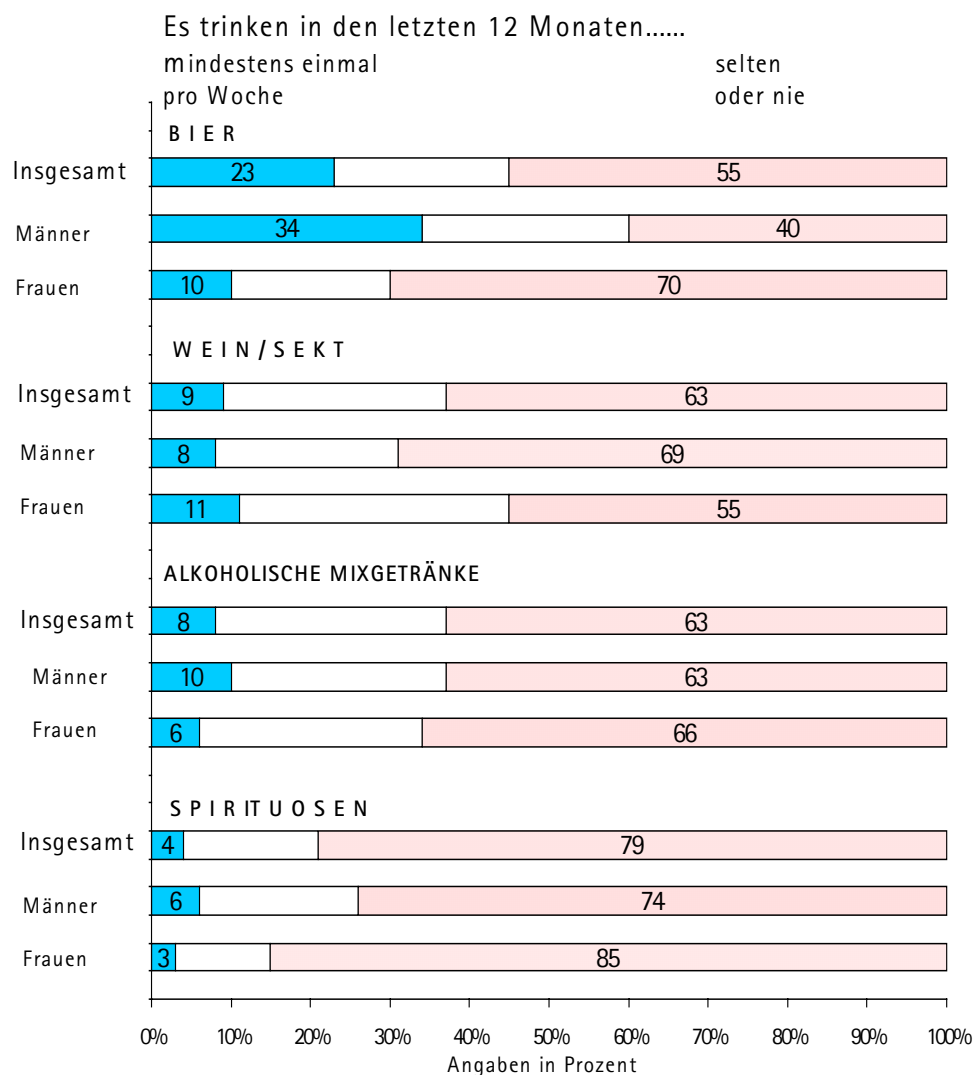 Es trinken in den letzten 12 Monaten......
mindestens einmal
pro Woche
selten
oder nie
BIER
Insgesamt 23 55
Männer 34 40
Frauen 10 70
WEIN/SEKT
Insgesamt 9 63
Männer 8 69
Frauen 11 55
ALKOHOLISCHE MIXGETRÄNKE
Insgesamt 8 63
Männer 10 63
Frauen 6 66
SPIRITUOSEN
Insgesamt 4 79
Männer 6 74
Frauen 3 85
0% 10% 20% 30% 40% 50% 60% 70% 80% 90% 100%
Angaben in Prozent